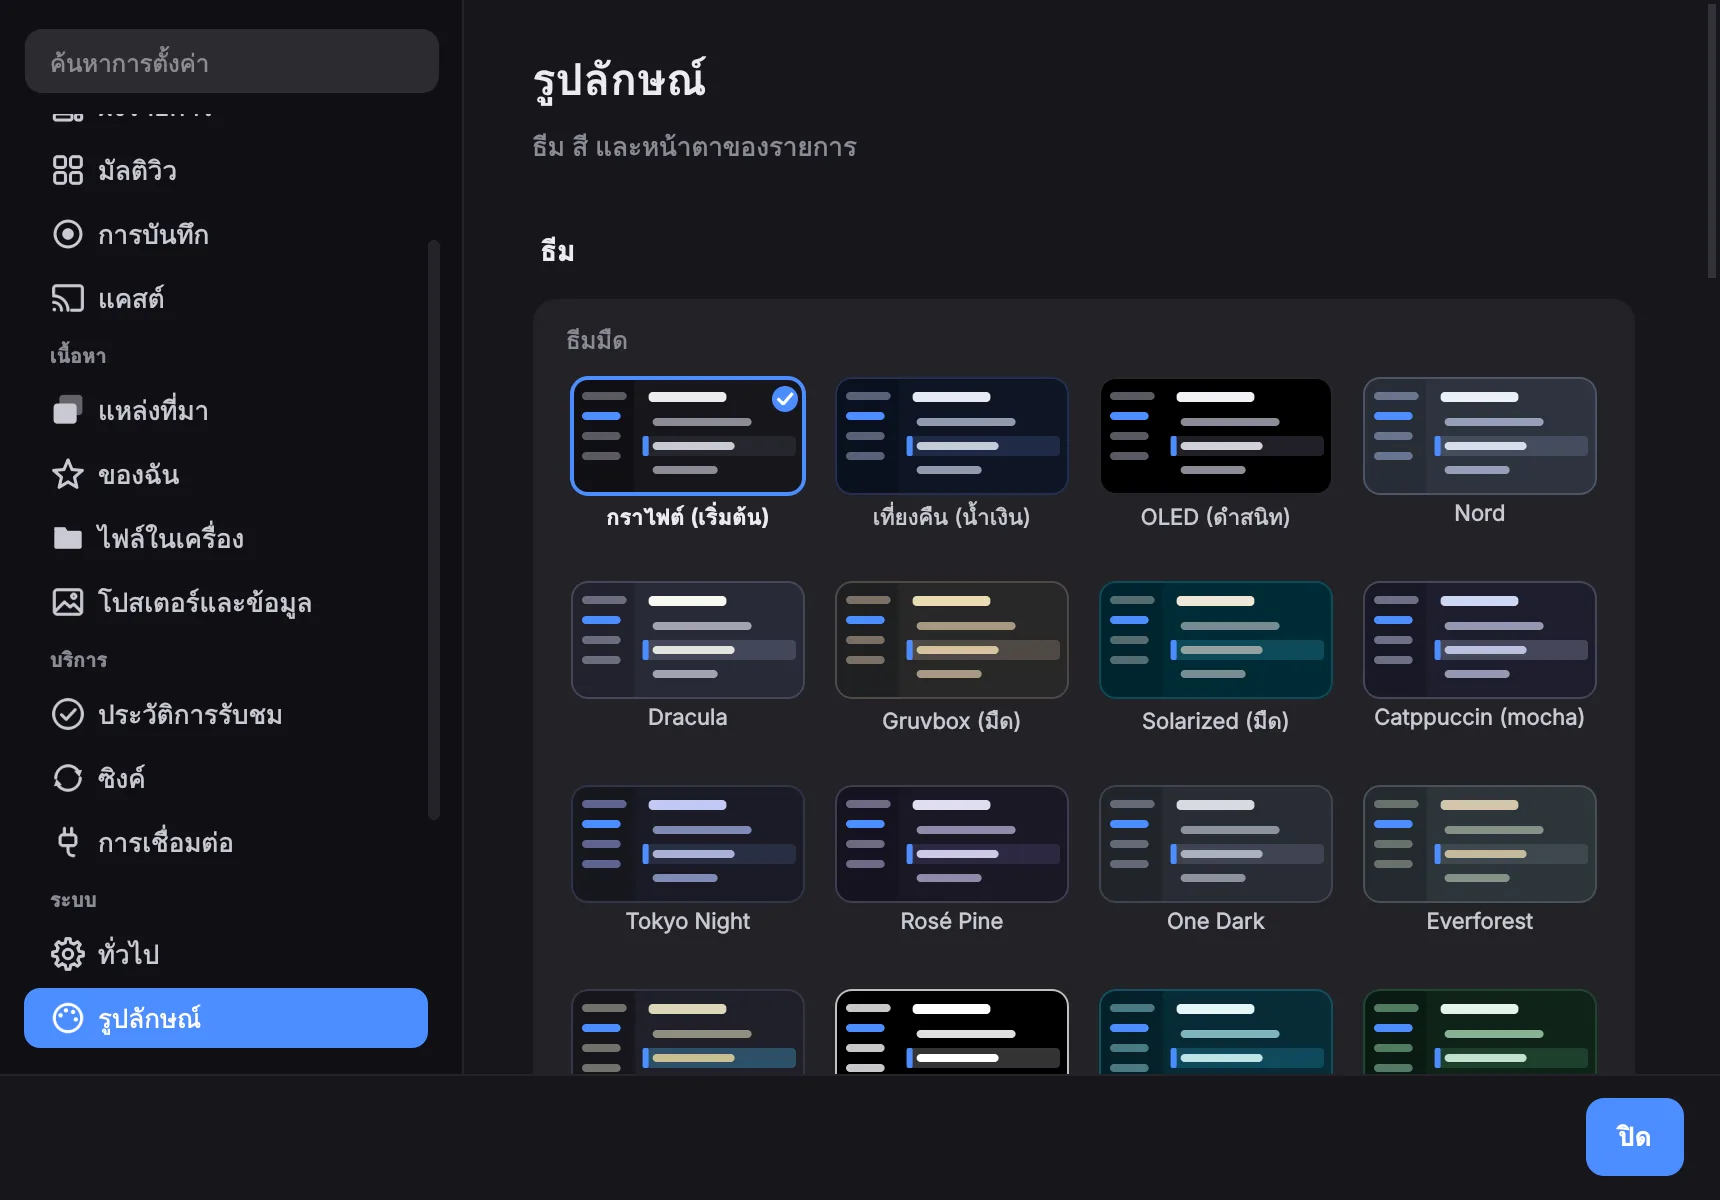 ค้นหาการตั้งค่า
มัลติวิว
การบันทึก
แคสต์
เนื้อหา
แหล่งที่มา
ของฉัน
ไฟล์ในเครื่อง
โปสเตอร์และข้อมูล
บริการ
ประวัติการรับชม
ซิงค์
การเชื่อมต่อ
ระบบ
ทั่วไป
รูปลักษณ์
รูปลักษณ์
ธีม สี และหน้าตาของรายการ
ธีม
ธีมมืด
กราไฟต์ (เริ่มต้น)
เที่ยงคืน (น้ำเงิน)
OLED (ดำสนิท)
Nord
Dracula
Gruvbox (มืด)
Solarized (มืด)
Catppuccin (mocha)
Tokyo Night
Rosé Pine
One Dark
Everforest
ปิด